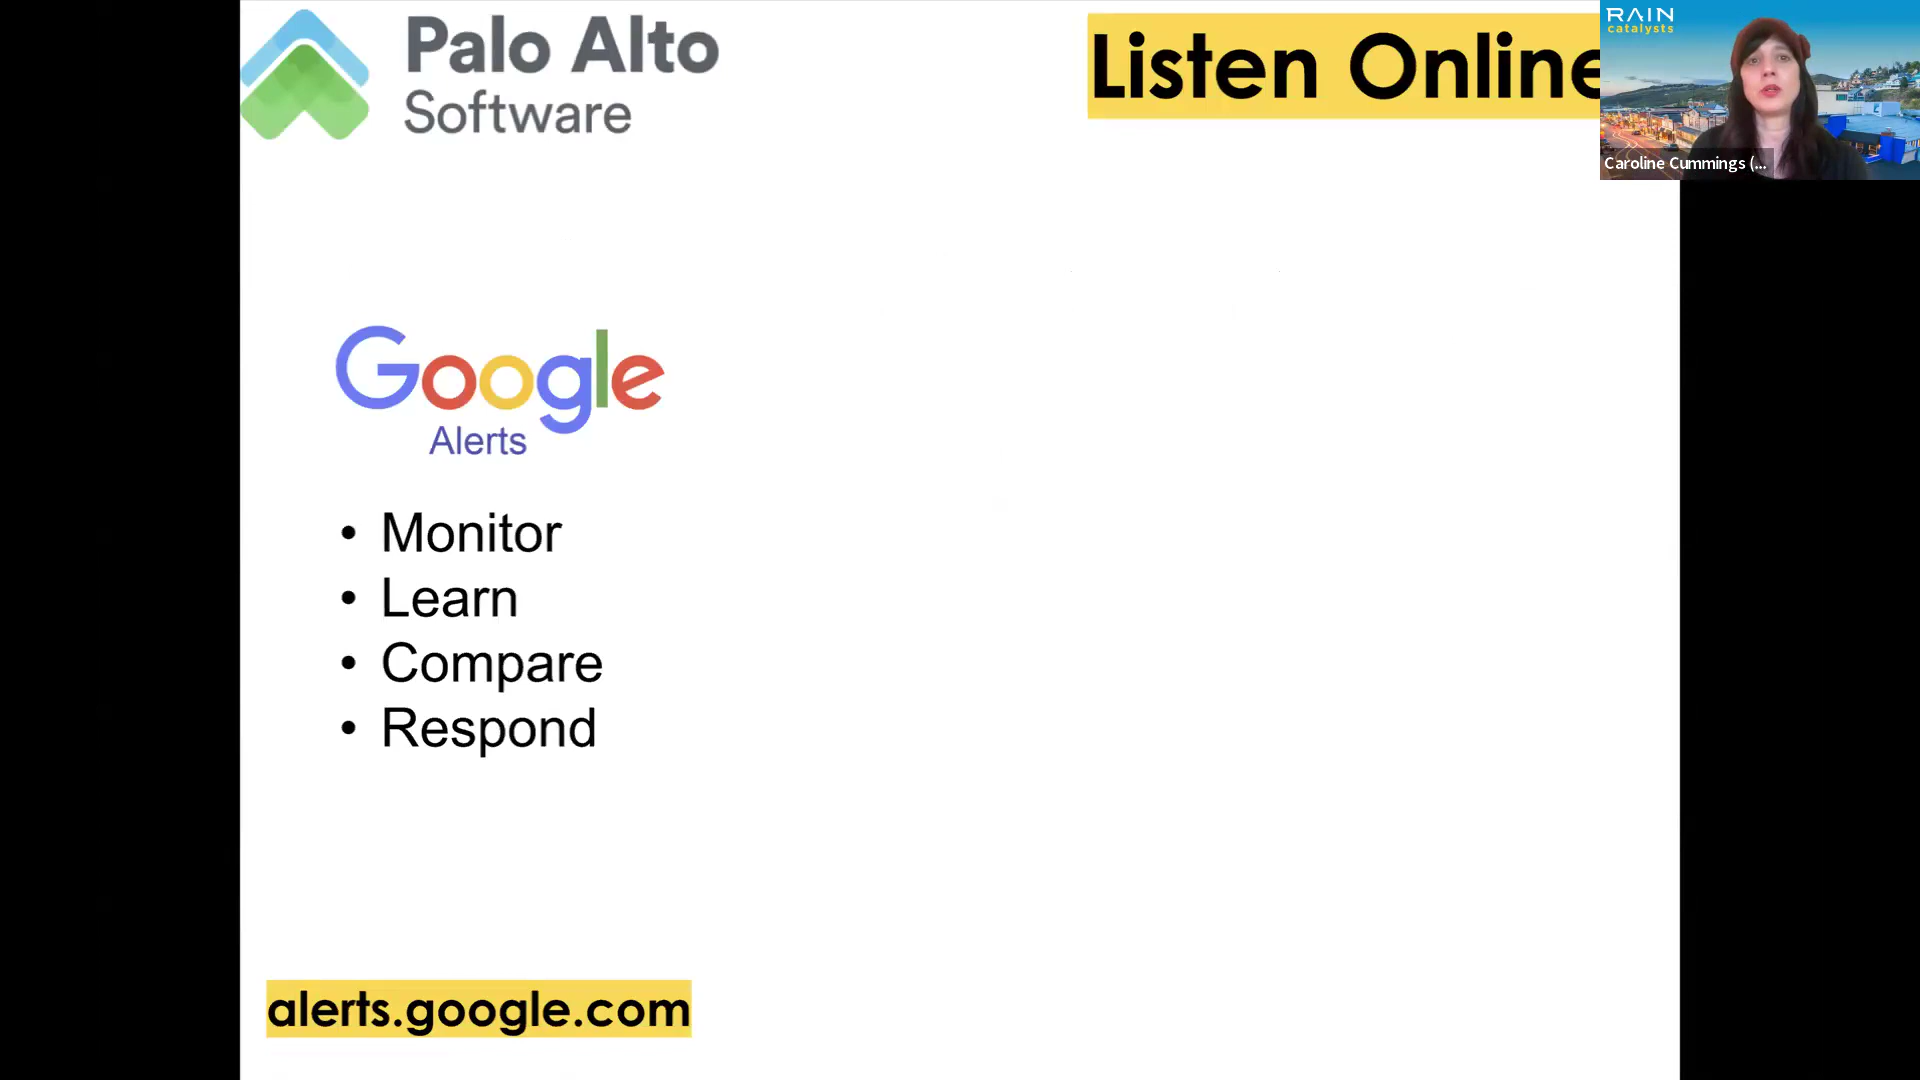 Palo Alto
Software
Listen Online
RAIN
catalysts
Caroline Cummings (...
Google
Alerts
• Monitor
• Learn
• Compare
• Respond
alerts.google.com